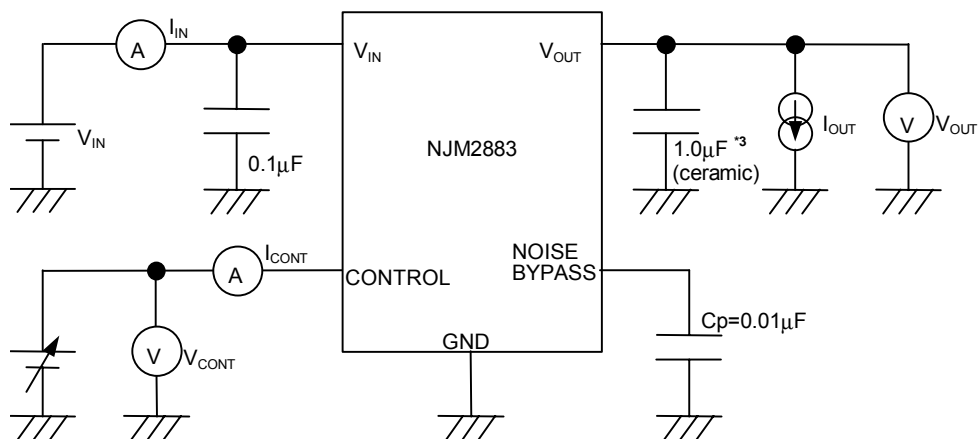 I_IN
A
V_IN
V_OUT
V_IN
0.1μF
NJM2883
1.0μF *3
(ceramic)
I_OUT
V
V_OUT
I_CONT
A
CONTROL
NOISE
BYPASS
V
V_CONT
GND
Cp=0.01μF